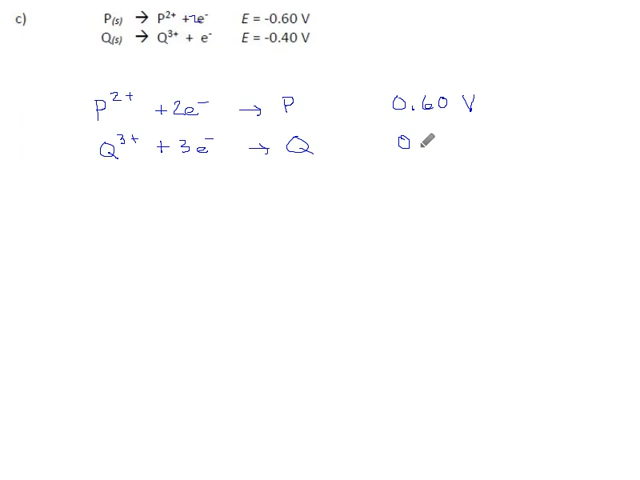 c) P(s) → P²⁺ +2e⁻ E = -0.60 V
Q(s) → Q³⁺ + e⁻ E = -0.40 V
P²⁺ + 2e⁻ → P 0.60 V
Q³⁺ + 3e⁻ → Q 0